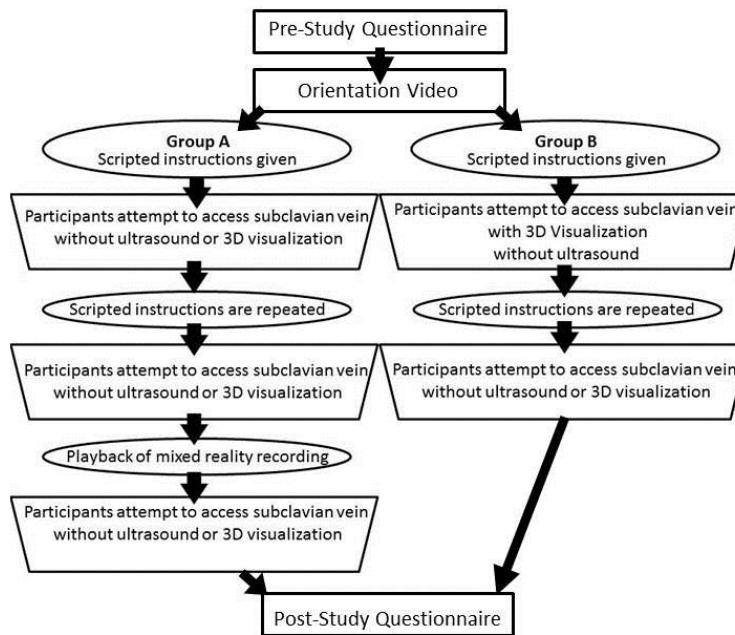 Pre-Study Questionnaire
Orientation Video
Group A
Scripted instructions given
Participants attempt to access subclavian vein
without ultrasound or 3D visualization
Scripted instructions are repeated
Participants attempt to access subclavian vein
without ultrasound or 3D visualization
Playback of mixed reality recording
Participants attempt to access subclavian vein
without ultrasound or 3D visualization
Group B
Scripted instructions given
Participants attempt to access subclavian vein
with 3D Visualization
without ultrasound
Scripted instructions are repeated
Participants attempt to access subclavian vein
without ultrasound or 3D visualization
Post-Study Questionnaire